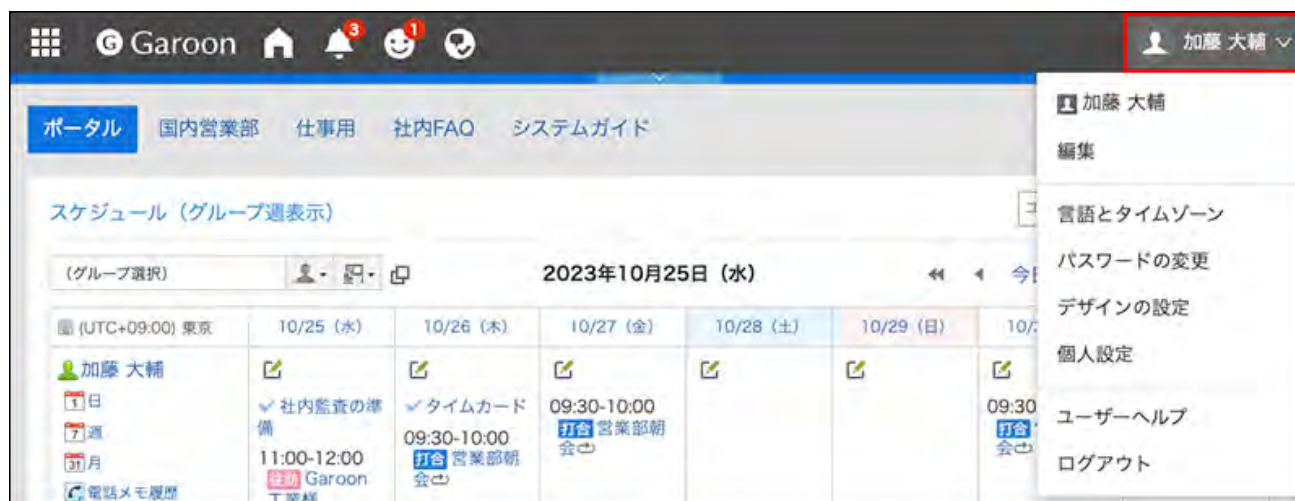 Garoon
3
1
加藤 大輔
加藤 大輔
編集
言語とタイムゾーン
パスワードの変更
デザインの設定
個人設定
ユーザーヘルプ
ログアウト
ポータル 国内営業部 仕事用 社内FAQ システムガイド
スケジュール(グループ週表示)
(グループ選択)
2023年10月25日(水)
(UTC+09:00) 東京 10/25(水) 10/26(木) 10/27(金) 10/28(土) 10/29(日)
加藤 大輔
1 日
7 週
31 月
電話メモ履歴
社内監査の準
備
11:00-12:00
往訪 Garoon
工業様
タイムカード
09:30-10:00
打合 営業部朝
会
09:30-10:00
打合 営業部朝
会
09:30
打合
会